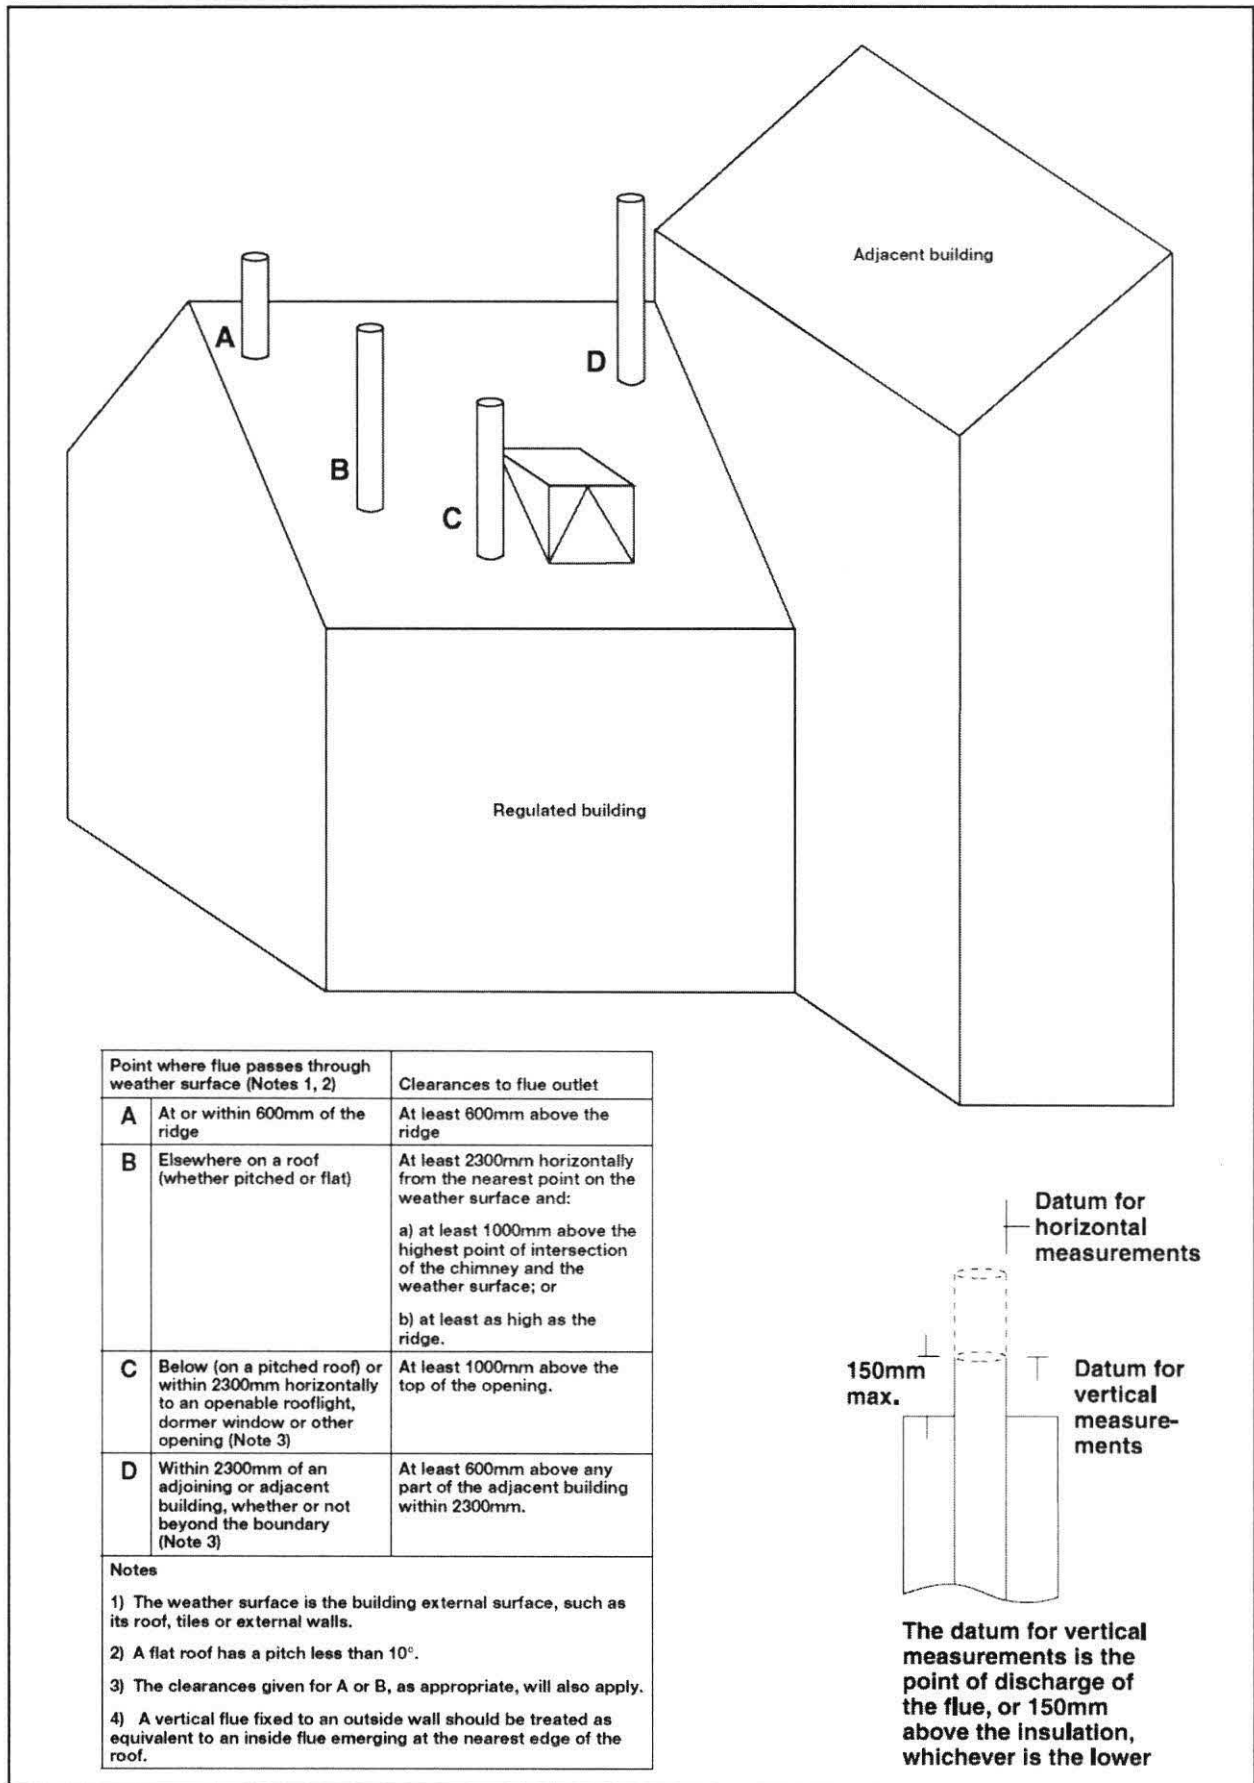 Adjacent building
A
D
B
C
Regulated building
Point where flue passes through
weather surface (Notes 1, 2)
Clearances to flue outlet
A
At or within 600mm of the
ridge
At least 600mm above the
ridge
B
Elsewhere on a roof
(whether pitched or flat)
At least 2300mm horizontally
from the nearest point on the
weather surface and:
a) at least 1000mm above the
highest point of intersection
of the chimney and the
weather surface; or
b) at least as high as the
ridge.
C
Below (on a pitched roof) or
within 2300mm horizontally
to an openable rooflight,
dormer window or other
opening (Note 3)
At least 1000mm above the
top of the opening.
D
Within 2300mm of an
adjoining or adjacent
building, whether or not
beyond the boundary
(Note 3)
At least 600mm above any
part of the adjacent building
within 2300mm.
Notes
1) The weather surface is the building external surface, such as
its roof, tiles or external walls.
2) A flat roof has a pitch less than 10°.
3) The clearances given for A or B, as appropriate, will also apply.
4) A vertical flue fixed to an outside wall should be treated as
equivalent to an inside flue emerging at the nearest edge of the
roof.
Datum for
horizontal
measurements
150mm
max.
Datum for
vertical
measure-
ments
The datum for vertical
measurements is the
point of discharge of
the flue, or 150mm
above the insulation,
whichever is the lower